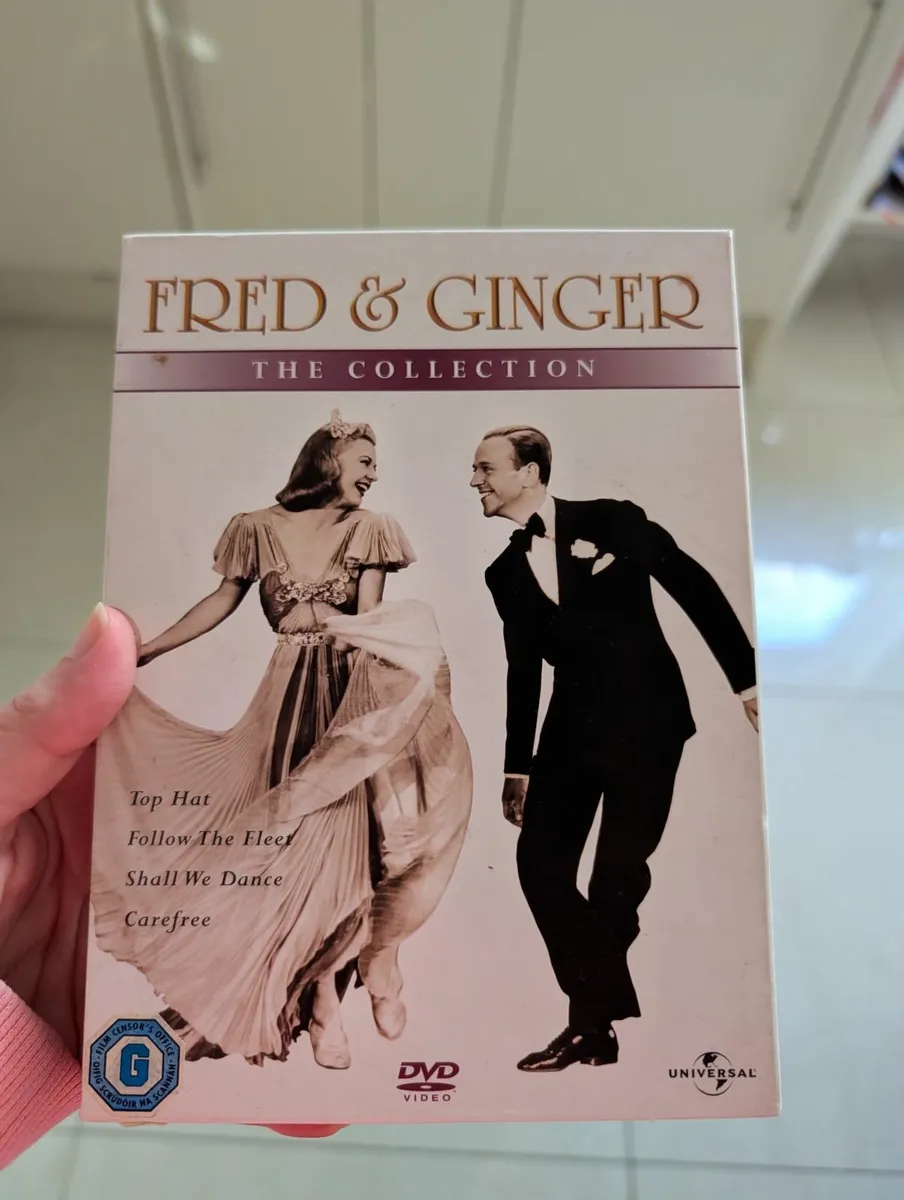 FRED & GINGER
THE COLLECTION
Top Hat
Follow The Fleet
Shall We Dance
Carefree
FILM CENSOR'S OFFICE
G
OIFIG SCRÚDÓIR NA SCANNÁN
DVD
VIDEO
UNIVERSAL